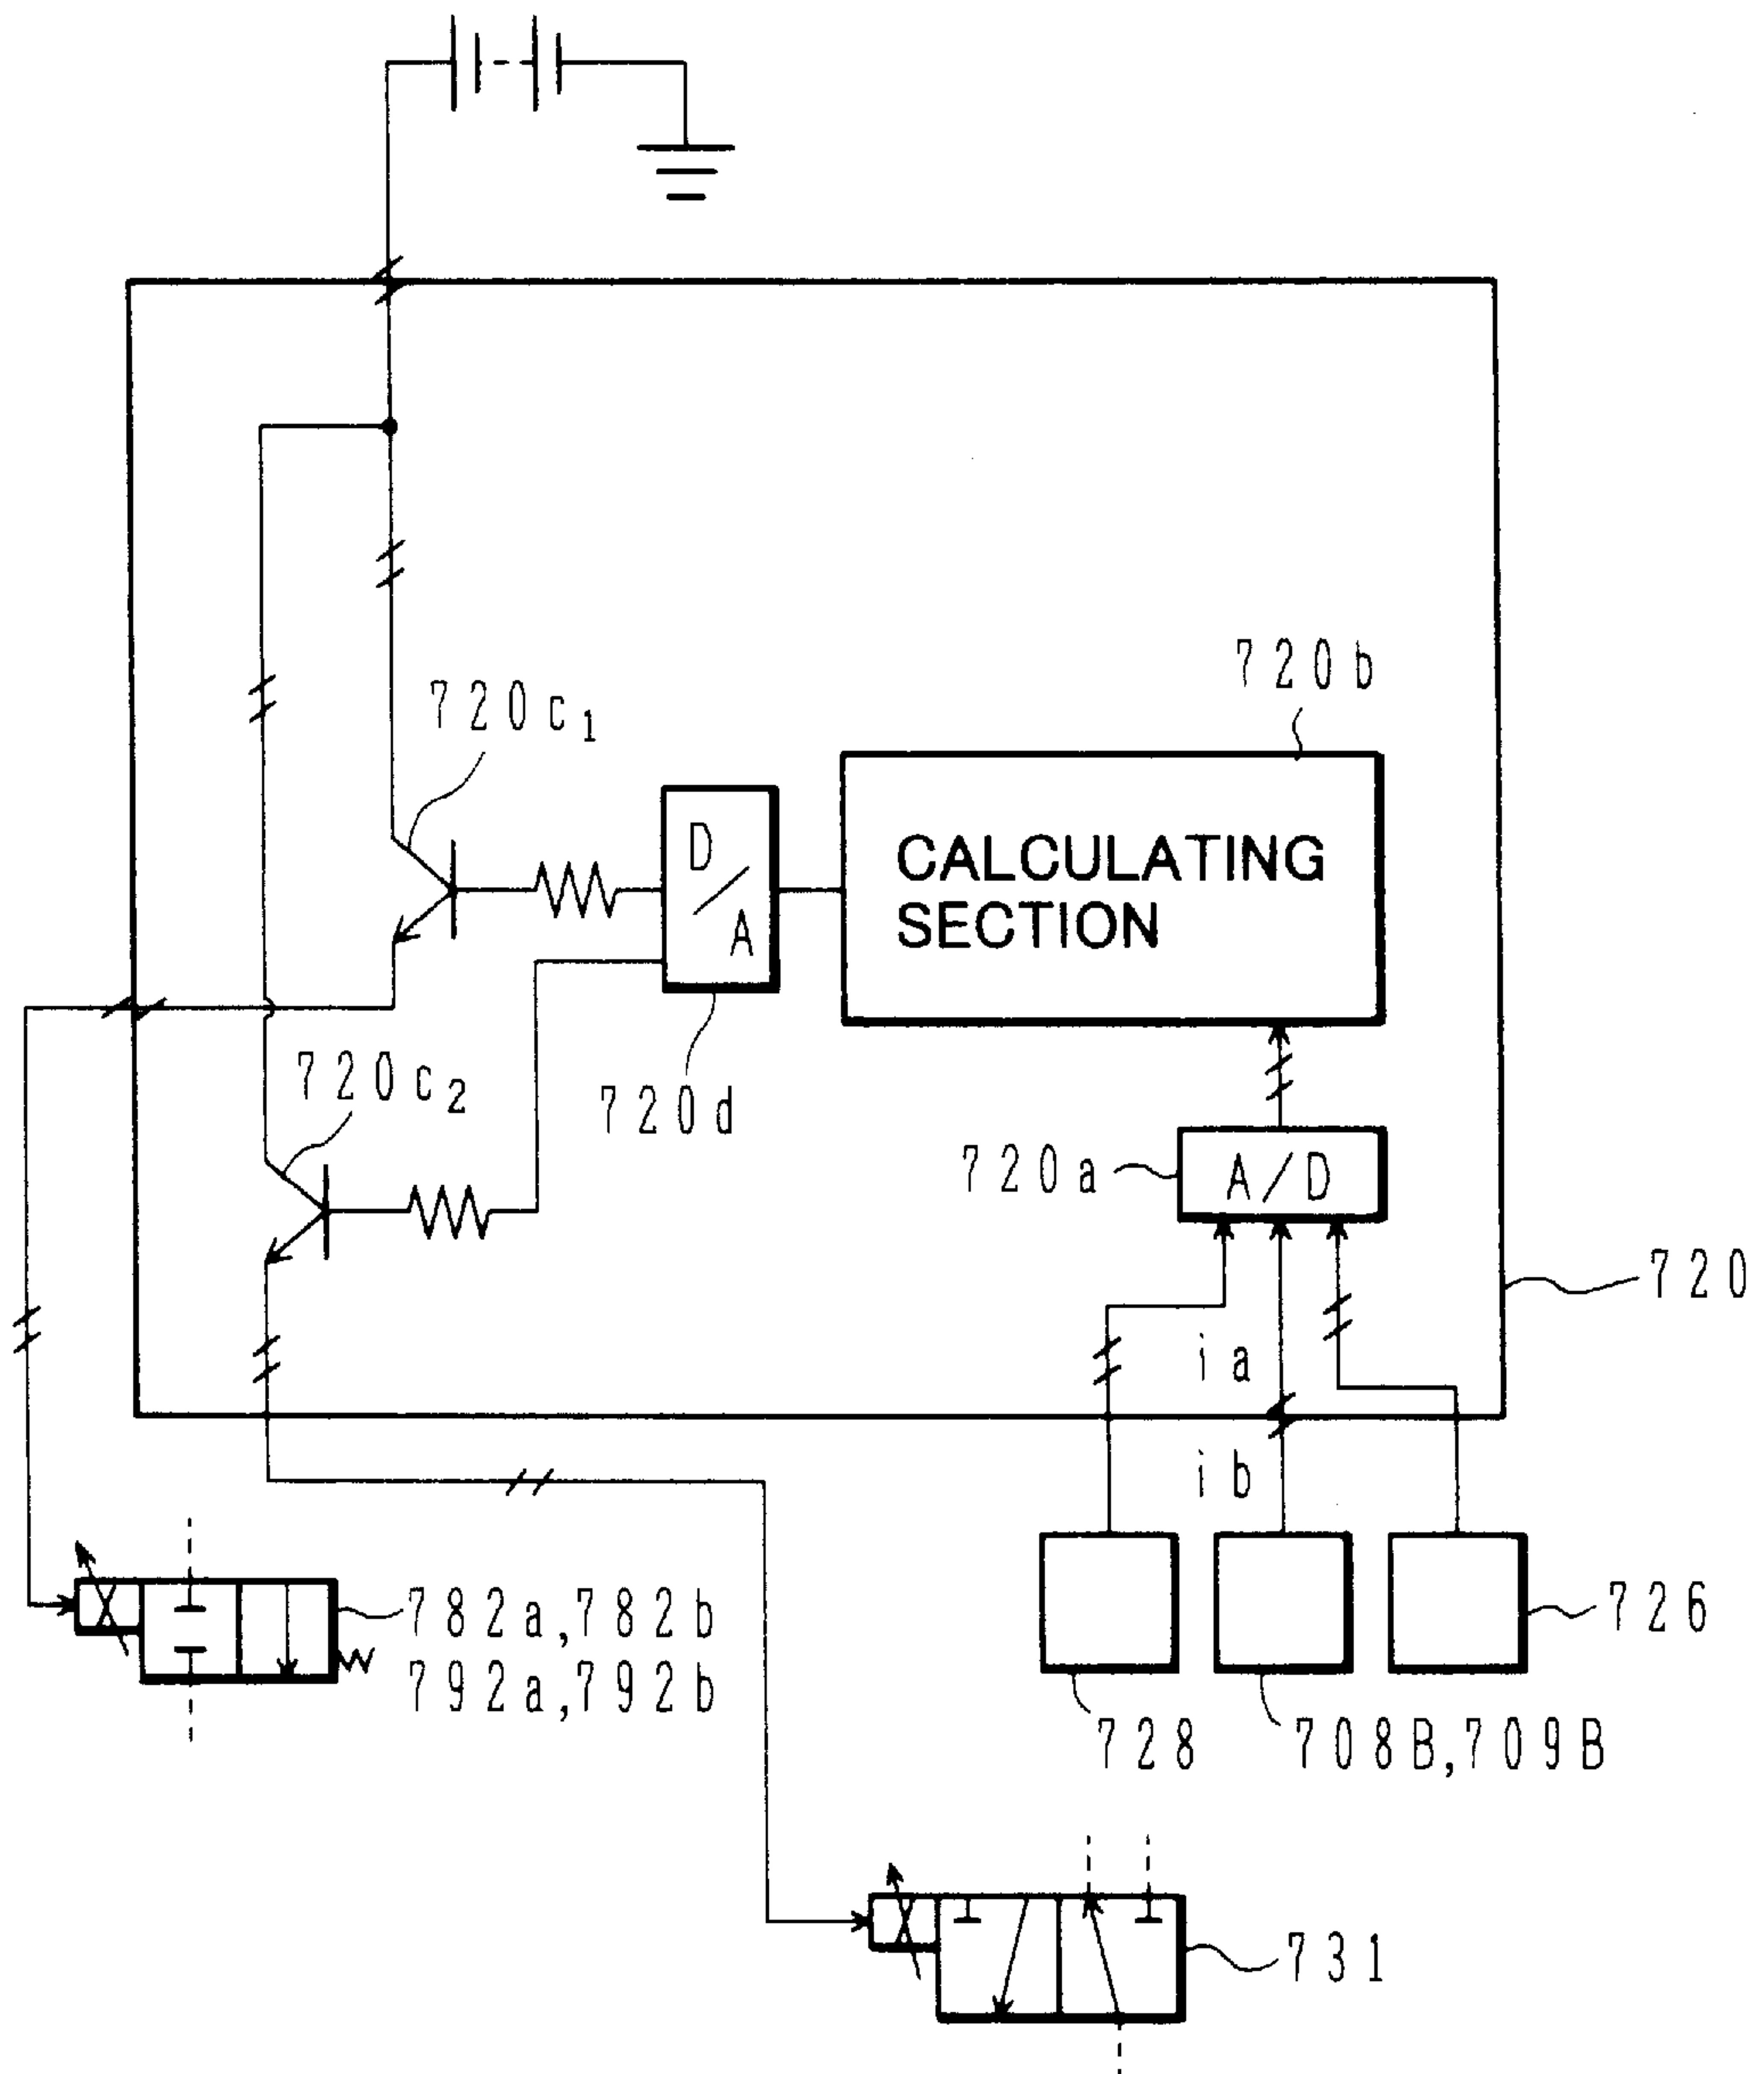 720b
720c1
D/A
CALCULATING
SECTION
720c2
720d
720a
A/D
720
ia
ib
782a,782b
792a,792b
726
728
708B,709B
731